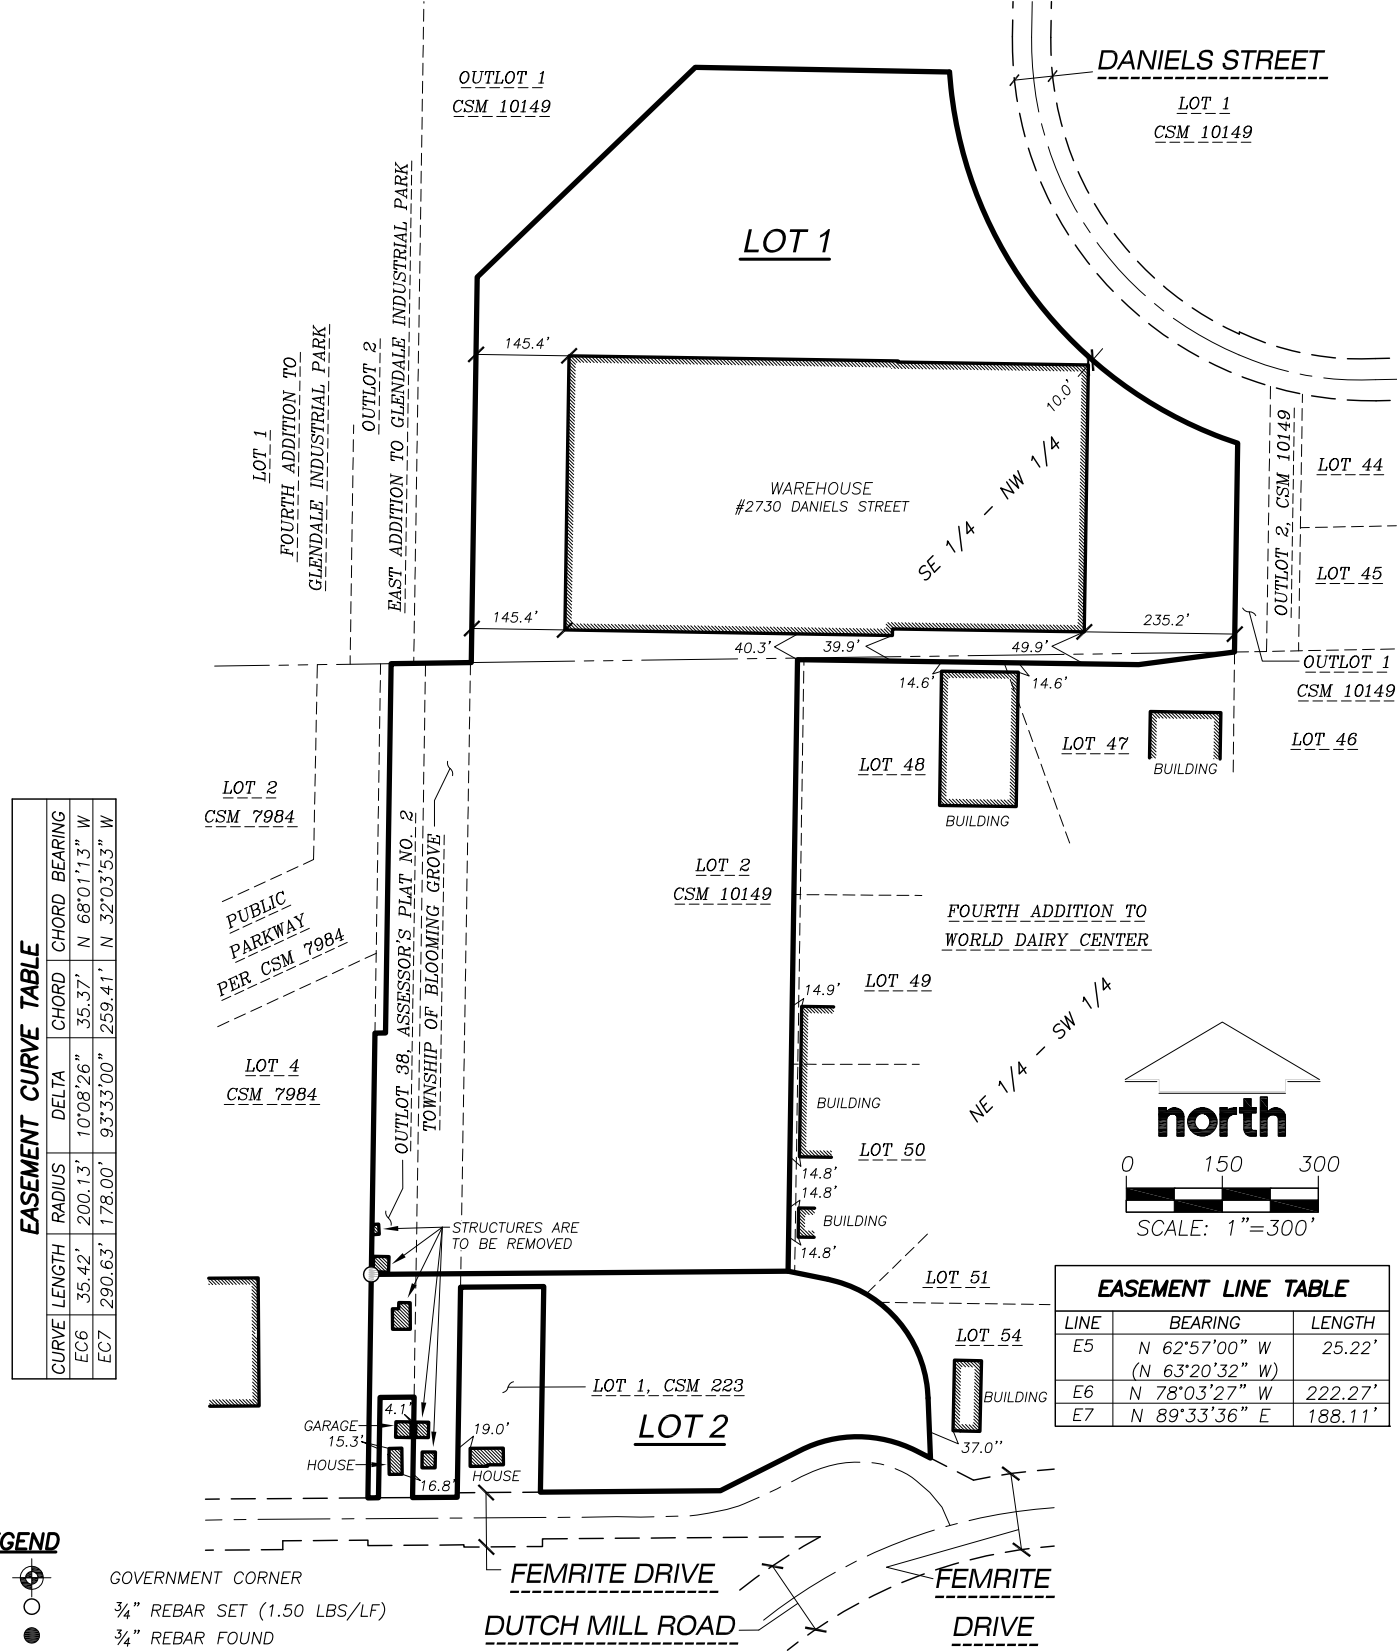 DANIELS STREET
OUTLOT 1
CSM 10149
LOT 1
CSM 10149
LOT 1
EAST ADDITION TO GLENDALE INDUSTRIAL PARK
OUTLOT 2
LOT 1
FOURTH ADDITION TO
GLENDALE INDUSTRIAL PARK
145.4'
10.0'
WAREHOUSE
#2730 DANIELS STREET
SE 1/4 - NW 1/4
OUTLOT 2, CSM 10149
LOT 44
LOT 45
145.4'
40.3'
39.9'
49.9'
235.2'
OUTLOT 1
CSM 10149
14.6'
14.6'
LOT 48
LOT 47
LOT 46
BUILDING
BUILDING
LOT 2
CSM 7984
PUBLIC
PARKWAY
PER CSM 7984
OUTLOT 38, ASSESSOR'S PLAT NO. 2
TOWNSHIP OF BLOOMING GROVE
LOT 2
CSM 10149
FOURTH ADDITION TO
WORLD DAIRY CENTER
LOT 49
14.9'
NE 1/4 - SW 1/4
LOT 4
CSM 7984
BUILDING
LOT 50
14.8'
14.8'
BUILDING
14.8'
north
0 150 300
SCALE: 1"=300'
STRUCTURES ARE
TO BE REMOVED
LOT 51
LOT 54
BUILDING
37.0"
LOT 1, CSM 223
LOT 2
GARAGE
4.1'
15.3'
HOUSE
16.8'
19.0'
HOUSE
EASEMENT CURVE TABLE
CURVE LENGTH RADIUS DELTA CHORD CHORD BEARING
EC6 35.42' 200.13' 10°08'26" 35.37' N 68°01'13" W
EC7 290.63' 178.00' 93°33'00" 259.41' N 32°03'53" W
EASEMENT LINE TABLE
LINE BEARING LENGTH
E5 N 62°57'00" W 25.22'
(N 63°20'32" W)
E6 N 78°03'27" W 222.27'
E7 N 89°33'36" E 188.11'
FEMRITE DRIVE
DUTCH MILL ROAD
FEMRITE
DRIVE
GEND
GOVERNMENT CORNER
¾" REBAR SET (1.50 LBS/LF)
¾" REBAR FOUND